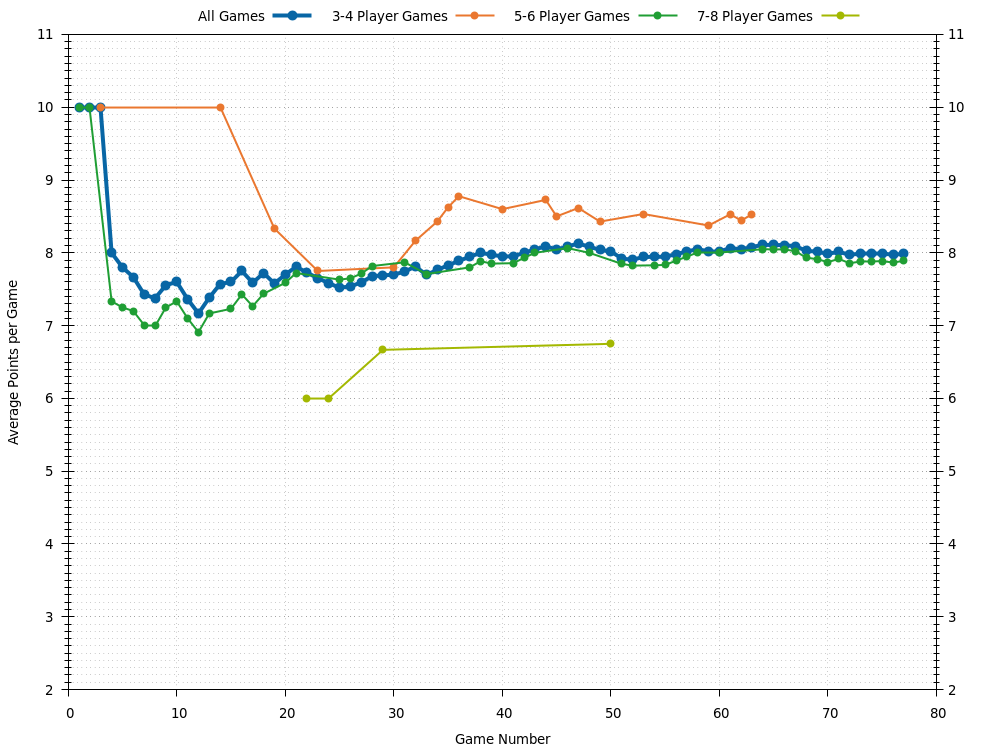 All Games 3-4 Player Games 5-6 Player Games 7-8 Player Games
11 11
10 10
9 9
8 8
7 7
6 6
5 5
4 4
3 3
2 2
Average Points per Game
0 10 20 30 40 50 60 70 80
Game Number